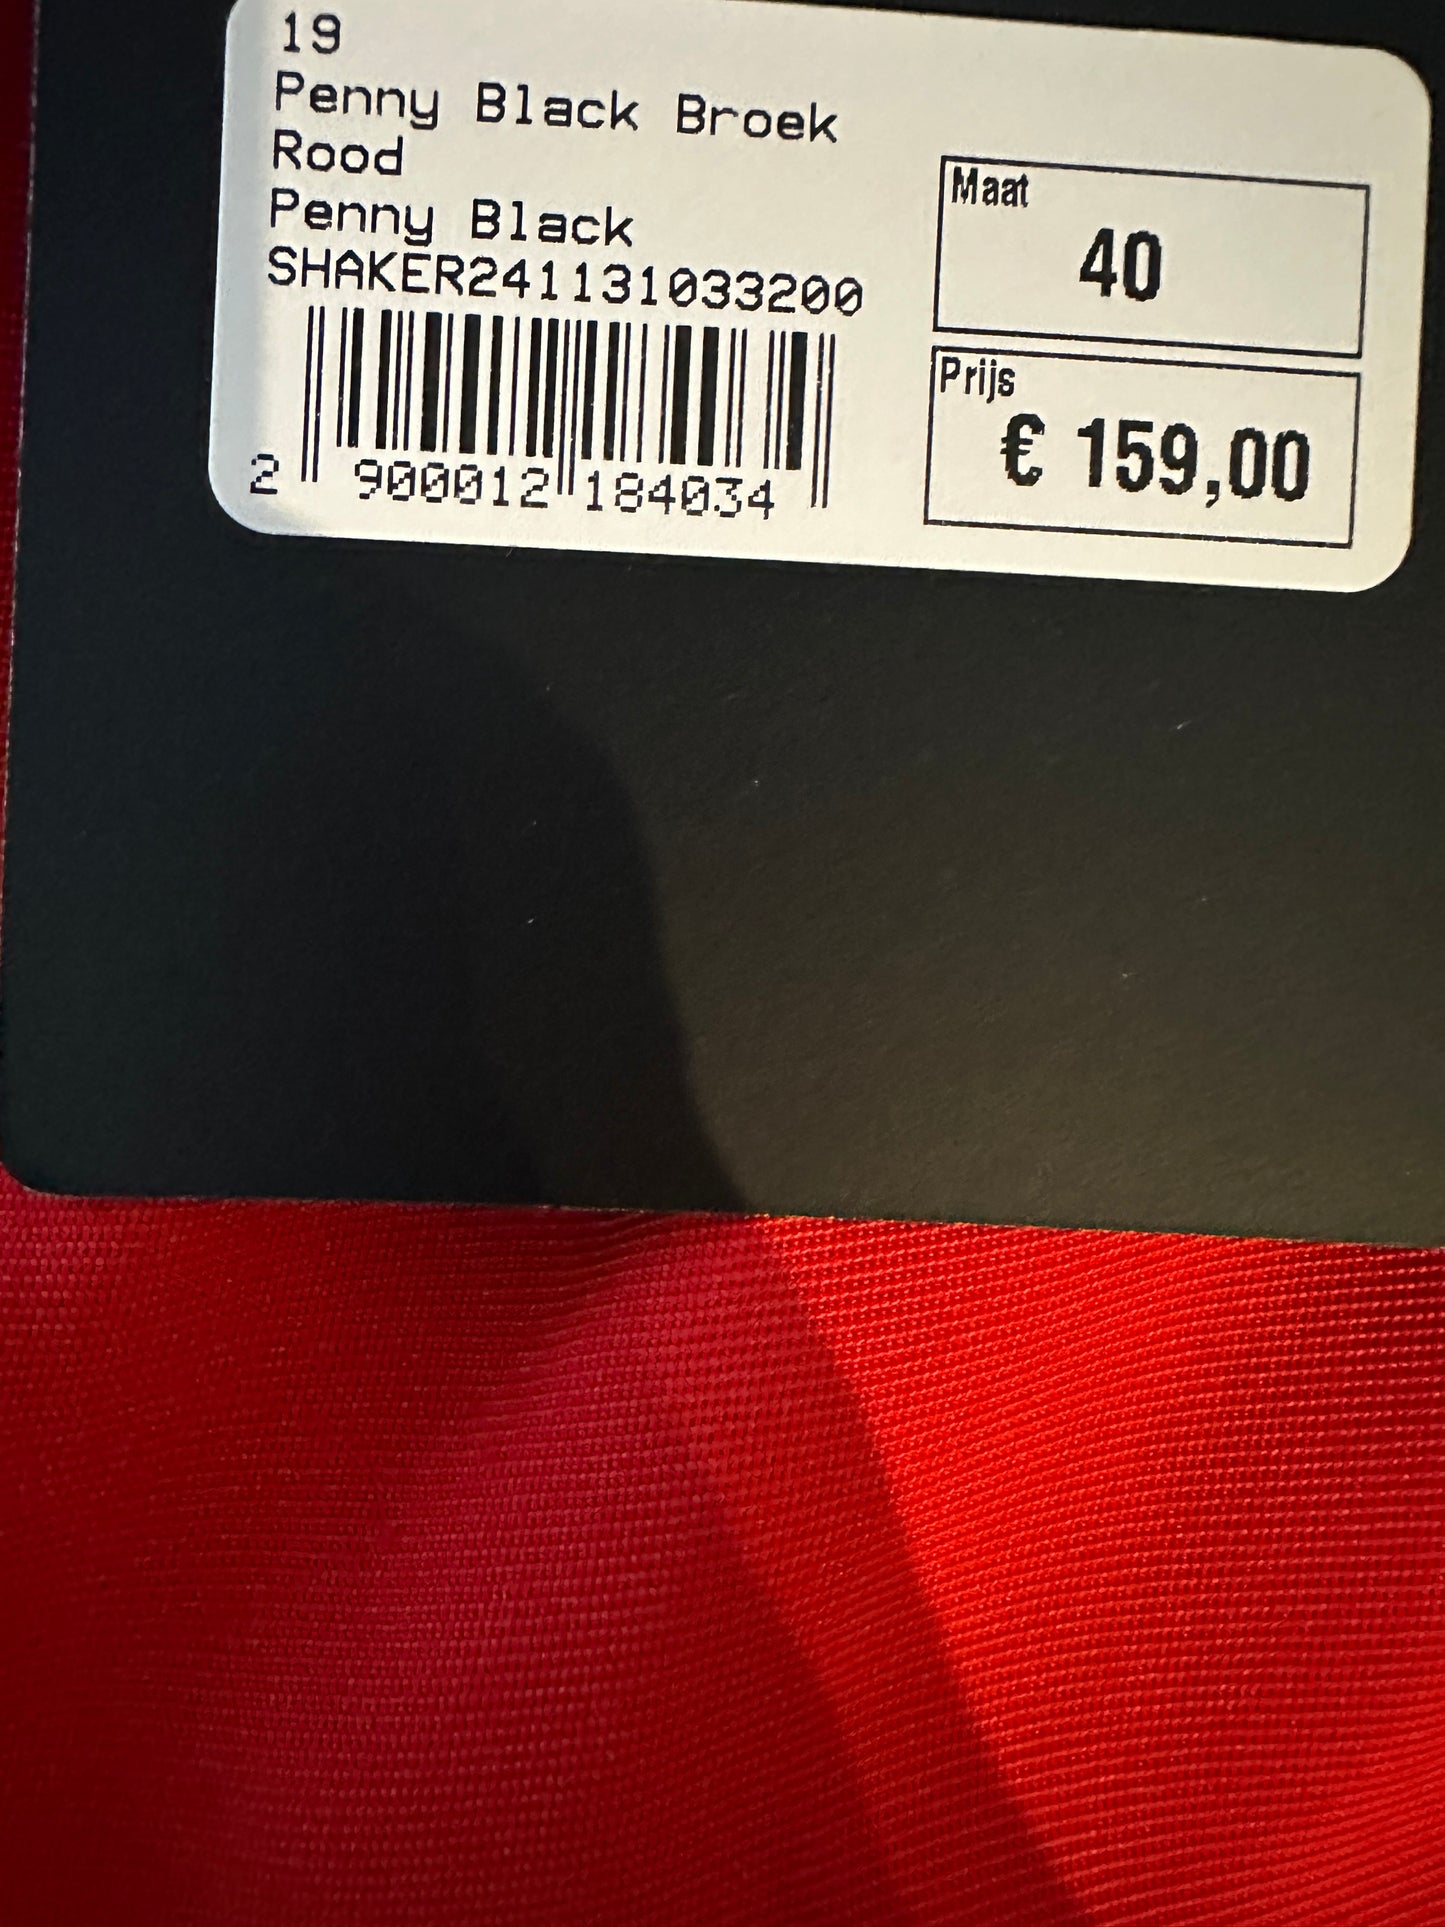 19
Penny Black Broek
Rood
Penny Black
SHAKER241131033200
2 900012 184034
Maat
40
Prijs
€ 159,00